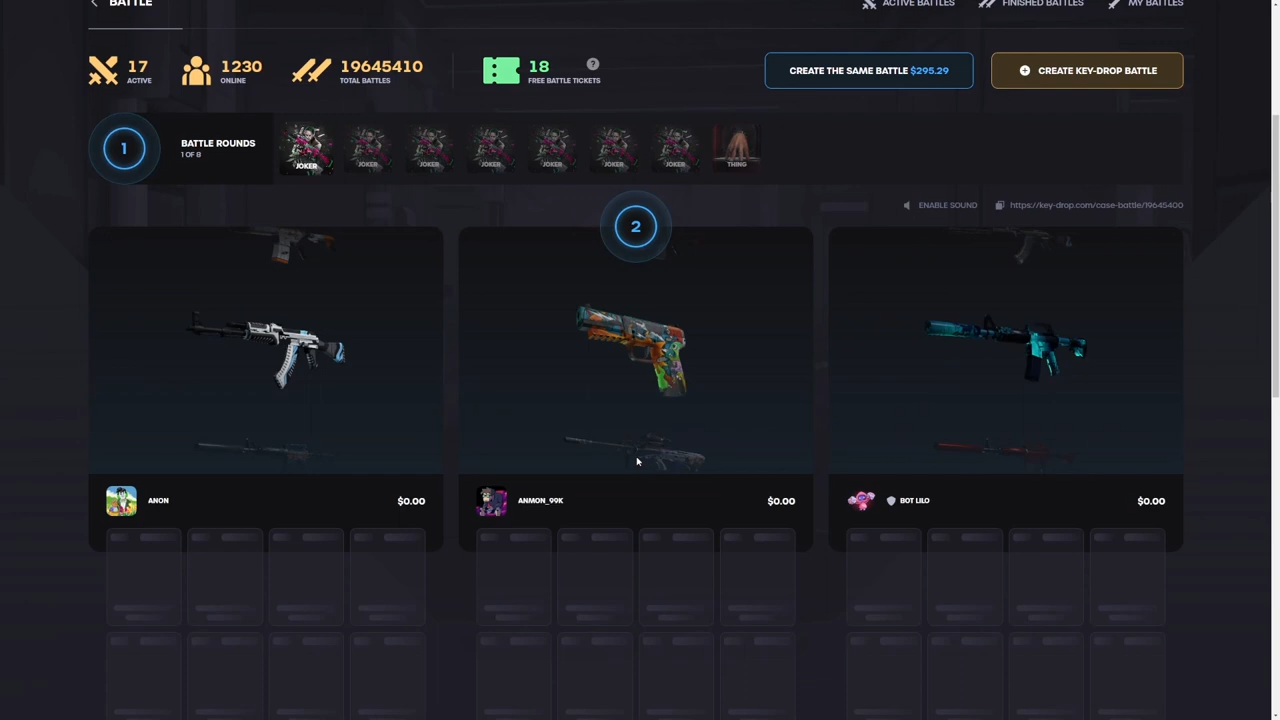 BATTLE
ACTIVE BATTLES
FINISHED BATTLES
MY BATTLES
17
ACTIVE
1230
ONLINE
19645410
TOTAL BATTLES
18
?
FREE BATTLE TICKETS
CREATE THE SAME BATTLE $295.29
CREATE KEY-DROP BATTLE
1
BATTLE ROUNDS
1 OF 8
JOKER
JOKER
JOKER
JOKER
JOKER
JOKER
JOKER
THING
ENABLE SOUND
https://key-drop.com/case-battle/19645400
2
ANON
$0.00
ANMON_99K
$0.00
BOT LILO
$0.00